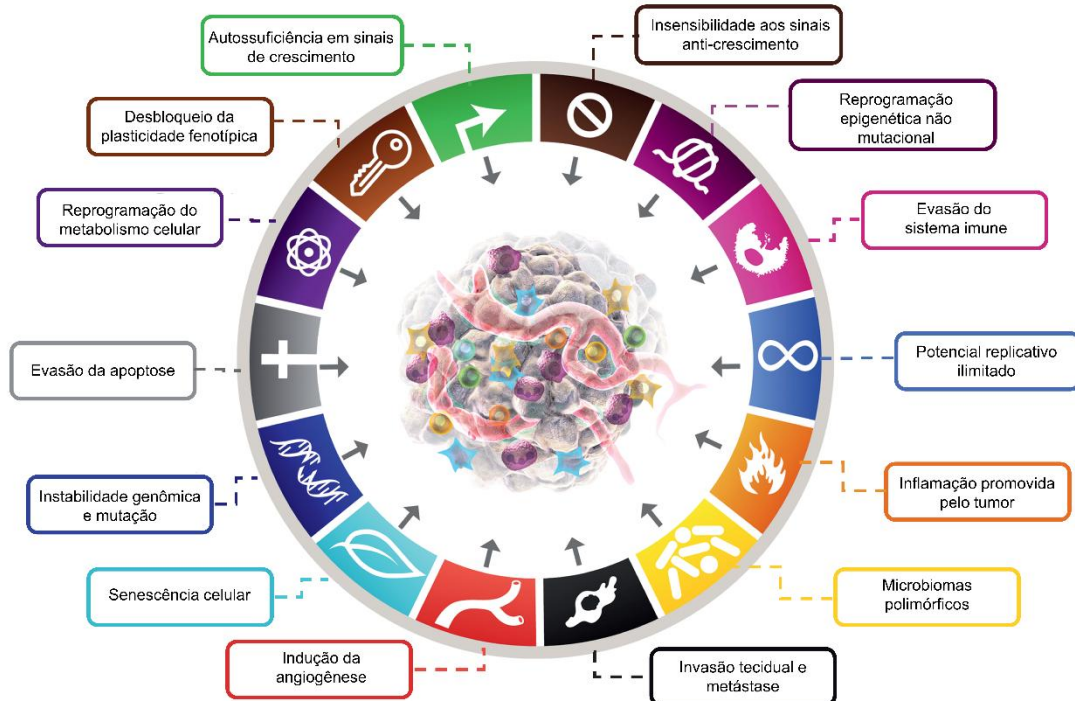 Autossuficiência em sinais
de crescimento
Insensibilidade aos sinais
anti-crescimento
Desbloqueio da
plasticidade fenotípica
Reprogramação
epigenética não
mutacional
Reprogramação do
metabolismo celular
Evasão do
sistema imune
Evasão da apoptose
Potencial replicativo
ilimitado
Instabilidade genômica
e mutação
Inflamação promovida
pelo tumor
Senescência celular
Microbiomas
polimórficos
Indução da
angiogênese
Invasão tecidual e
metástase